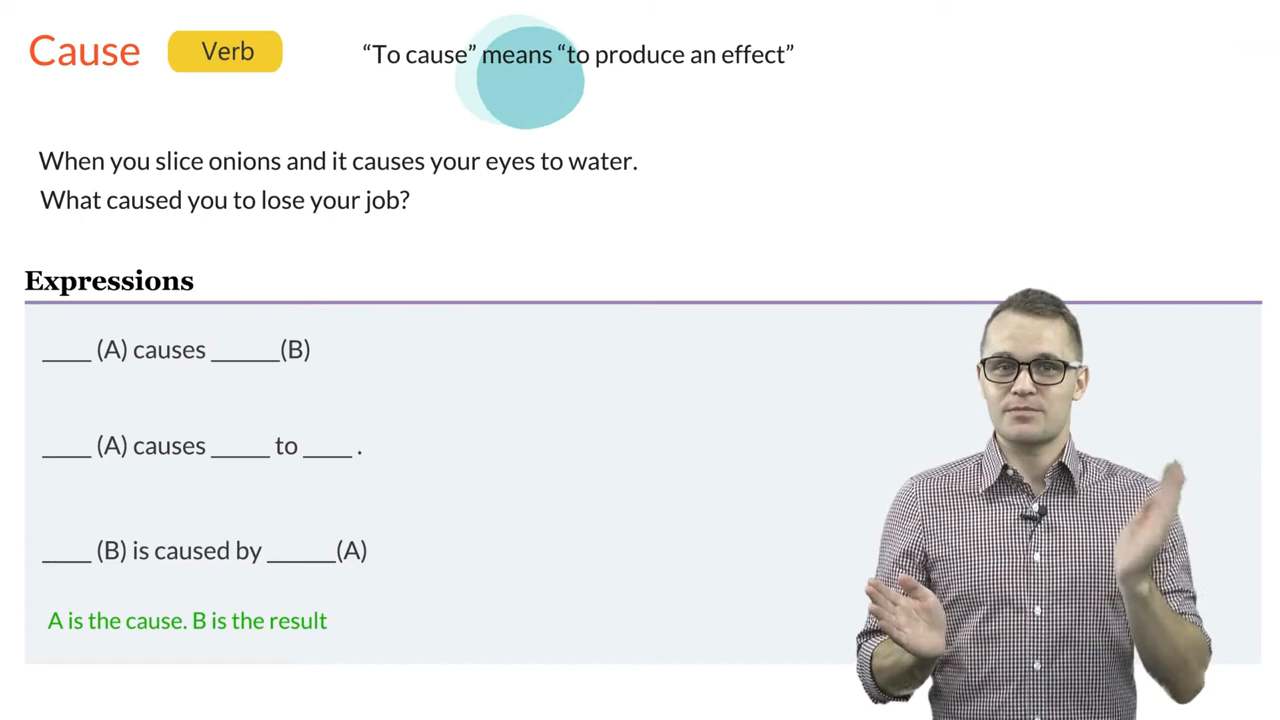 Cause Verb “To cause” means “to produce an effect”
When you slice onions and it causes your eyes to water.
What caused you to lose your job?
Expressions
____ (A) causes ______(B)
____ (A) causes _____ to ____ .
____ (B) is caused by ______(A)
A is the cause. B is the result